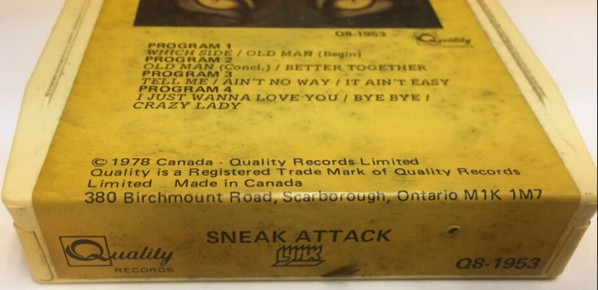 Q8-1953
Quality
RECORDS
PROGRAM 1
WHICH SIDE / OLD MAN (Begin)
PROGRAM 2
OLD MAN (Concl.) / BETTER TOGETHER
PROGRAM 3
TELL ME / AIN'T NO WAY / IT AIN'T EASY
PROGRAM 4
I JUST WANNA LOVE YOU / BYE BYE /
CRAZY LADY
© 1978 Canada - Quality Records Limited
Quality is a Registered Trade Mark of Quality Records
Limited Made in Canada
380 Birchmount Road, Scarborough, Ontario M1K 1M7
Quality
RECORDS
SNEAK ATTACK
LYNX
Q8-1953